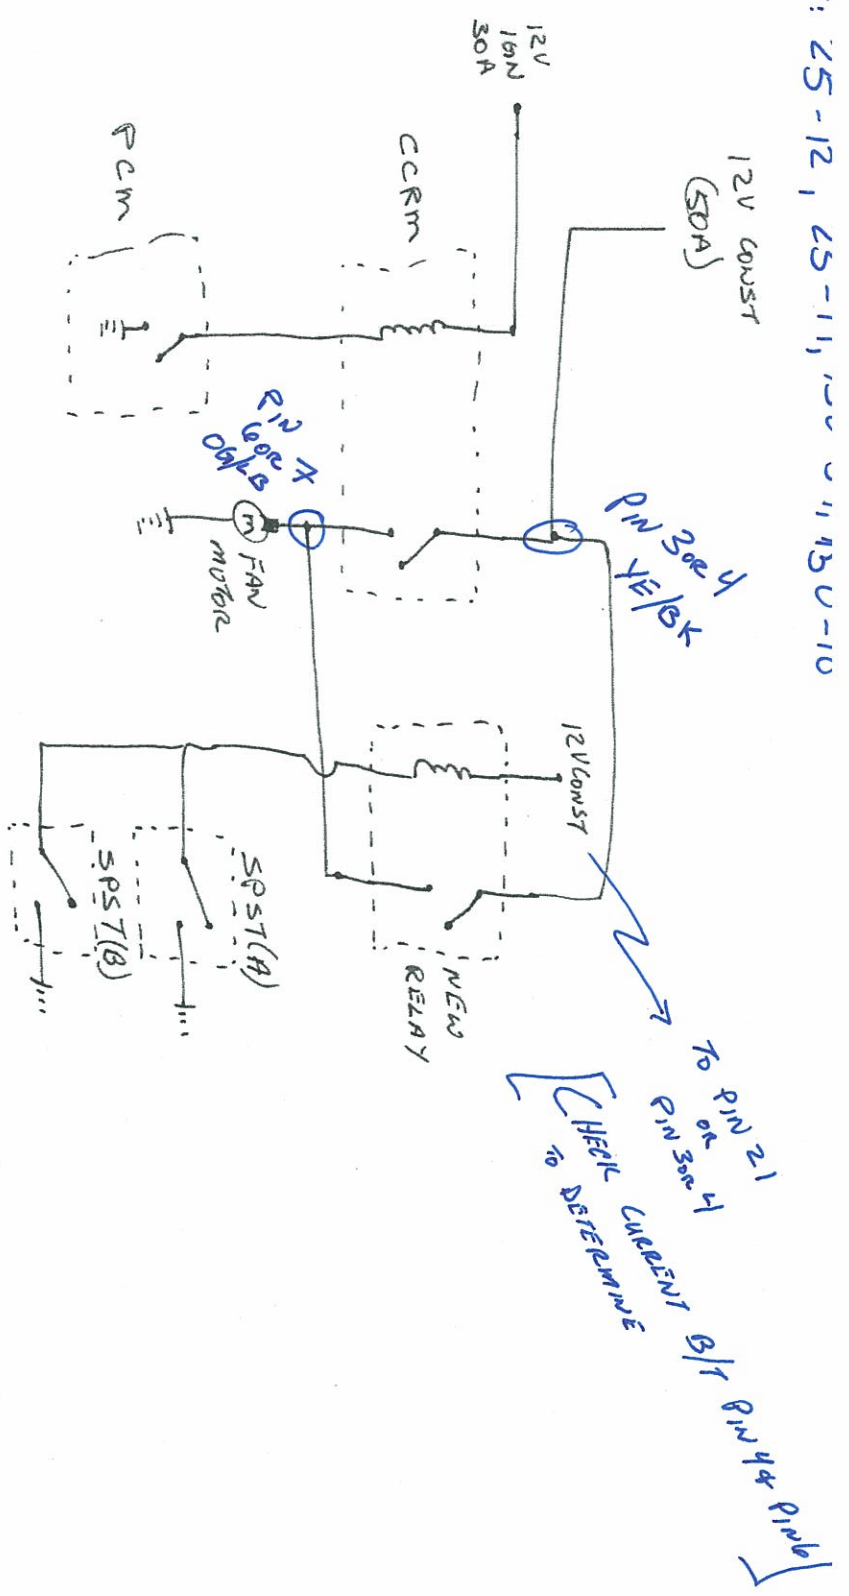 : 25-12, 25-11,
130-10
12V CONST
(50A)
12V
IGN
30A
CCRM
PCM
PIN 3 OR 4
YE/BK
PIN
6 OR 7
OG/LB
M
FAN
MOTOR
12V CONST
NEW
RELAY
SPST(A)
SPST(B)
TO PIN 21
OR
PIN 3 OR 4
[CHECK CURRENT B/T PIN 4 & PIN 6]
TO DETERMINE